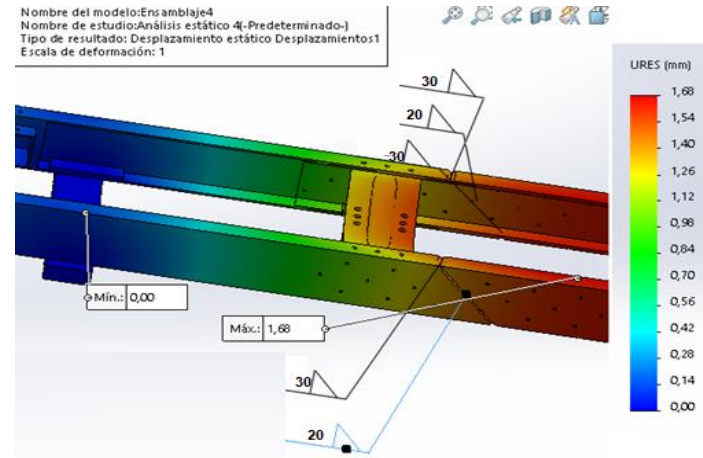 Nombre del modelo:Ensamblaje4
Nombre de estudio:Análisis estático 4(-Predeterminado-)
Tipo de resultado: Desplazamiento estático Desplazamientos1
Escala de deformación: 1
URES (mm)
1,68
1,54
1,40
1,26
1,12
0,98
0,84
0,70
0,56
0,42
0,28
0,14
0,00
30
20
30
Mín.: 0,00
Máx.: 1,68
30
20